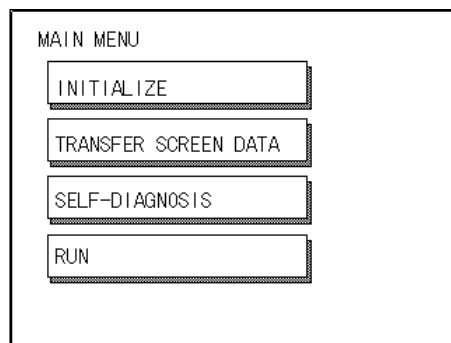 MAIN MENU
INITIALIZE
TRANSFER SCREEN DATA
SELF-DIAGNOSIS
RUN